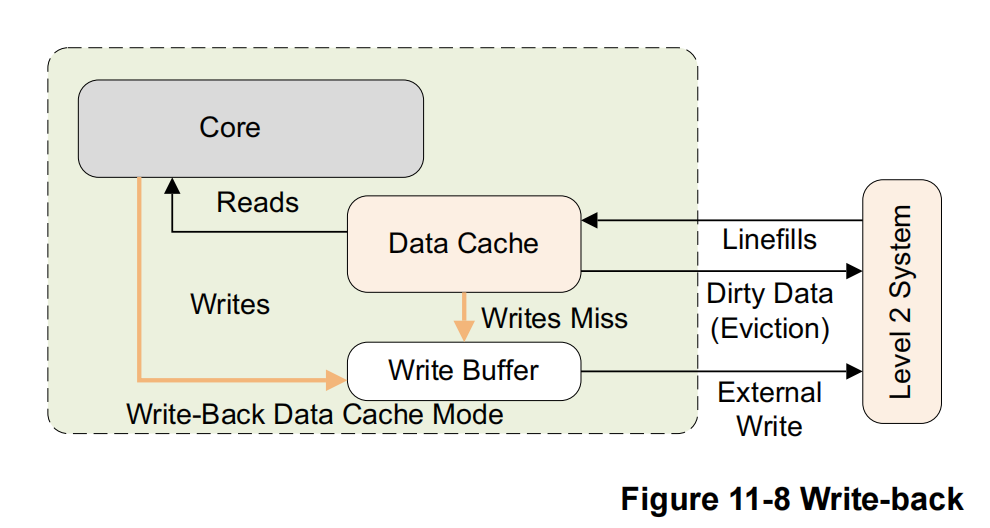 Core
Reads
Data Cache
Linefills
Dirty Data
(Eviction)
Writes
Writes Miss
Write Buffer
External
Write
Level 2 System
Write-Back Data Cache Mode
Figure 11-8 Write-back